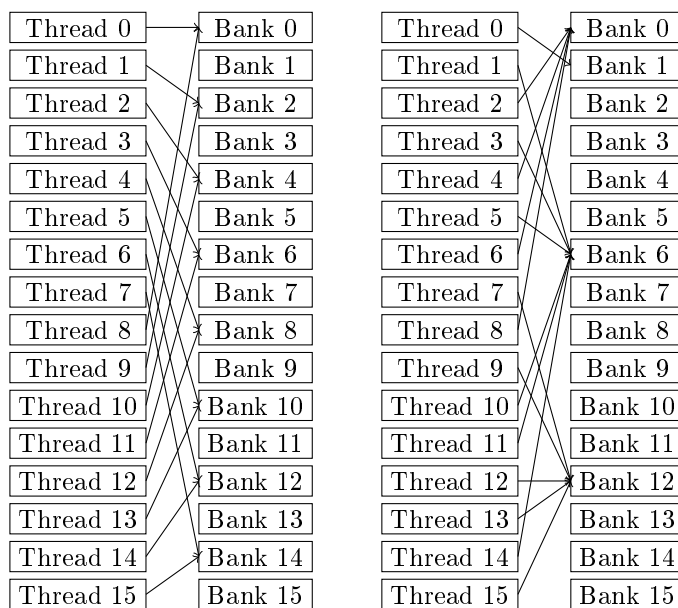 Thread 0 Bank 0 Thread 0 Bank 0
Thread 1 Bank 1 Thread 1 Bank 1
Thread 2 Bank 2 Thread 2 Bank 2
Thread 3 Bank 3 Thread 3 Bank 3
Thread 4 Bank 4 Thread 4 Bank 4
Thread 5 Bank 5 Thread 5 Bank 5
Thread 6 Bank 6 Thread 6 Bank 6
Thread 7 Bank 7 Thread 7 Bank 7
Thread 8 Bank 8 Thread 8 Bank 8
Thread 9 Bank 9 Thread 9 Bank 9
Thread 10 Bank 10 Thread 10 Bank 10
Thread 11 Bank 11 Thread 11 Bank 11
Thread 12 Bank 12 Thread 12 Bank 12
Thread 13 Bank 13 Thread 13 Bank 13
Thread 14 Bank 14 Thread 14 Bank 14
Thread 15 Bank 15 Thread 15 Bank 15